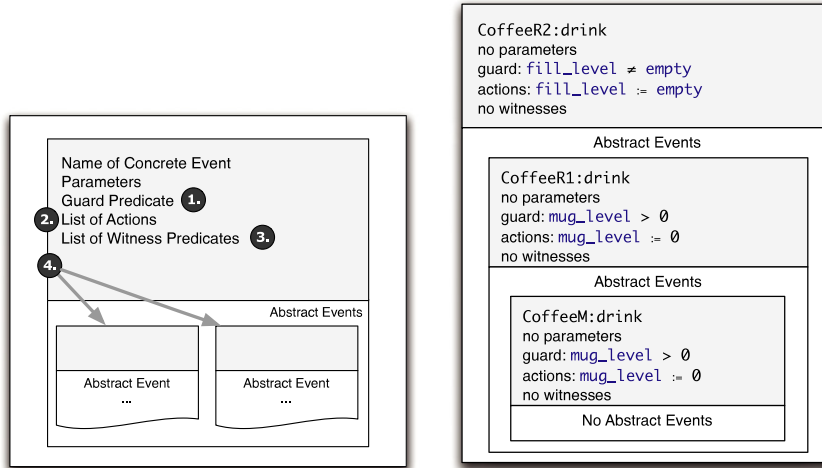 Name of Concrete Event
Parameters
Guard Predicate 1.
2. List of Actions
List of Witness Predicates 3.
4.
Abstract Events
Abstract Event
...
Abstract Event
...
CoffeeR2:drink
no parameters
guard: fill_level ≠ empty
actions: fill_level := empty
no witnesses
Abstract Events
CoffeeR1:drink
no parameters
guard: mug_level > 0
actions: mug_level := 0
no witnesses
Abstract Events
CoffeeM:drink
no parameters
guard: mug_level > 0
actions: mug_level := 0
no witnesses
No Abstract Events